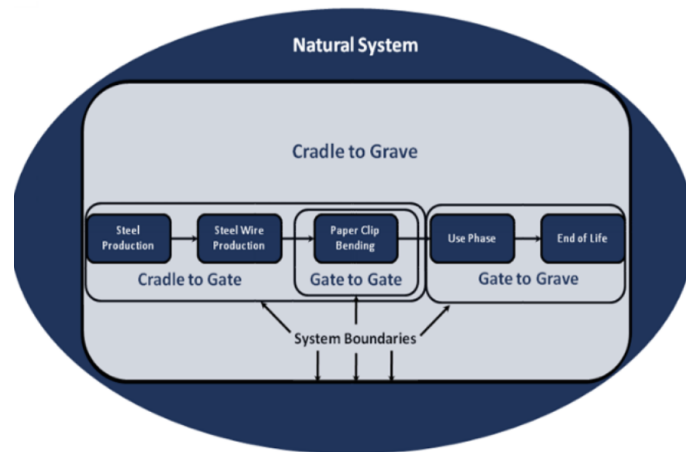 Natural System
Cradle to Grave
Steel
Production
Steel Wire
Production
Paper Clip
Bending
Use Phase
End of Life
Cradle to Gate
Gate to Gate
Gate to Grave
System Boundaries